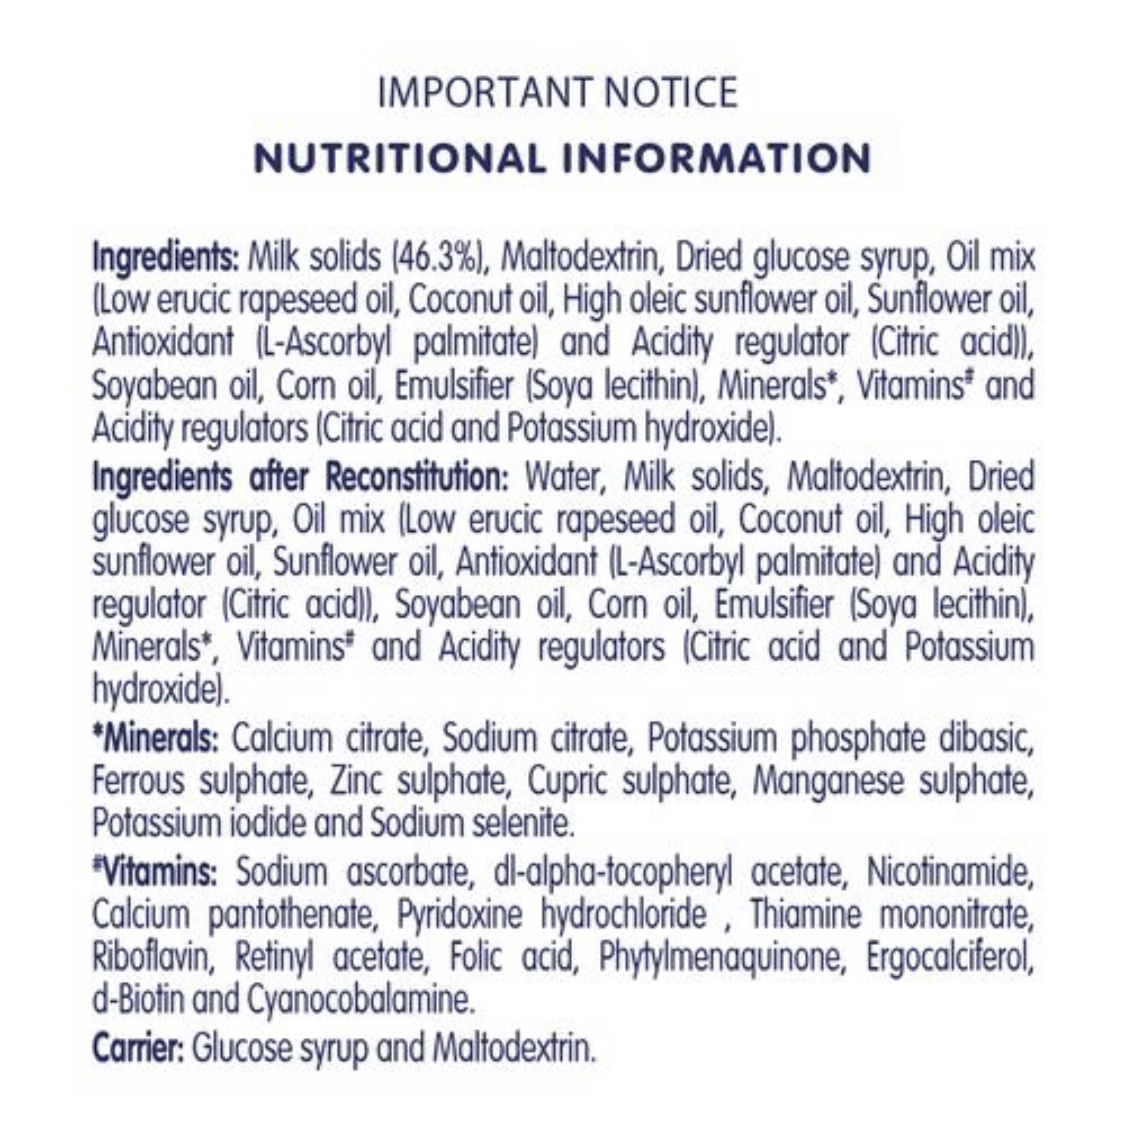 IMPORTANT NOTICE
NUTRITIONAL INFORMATION
Ingredients: Milk solids (46.3%), Maltodextrin, Dried glucose syrup, Oil mix
(Low erucic rapeseed oil, Coconut oil, High oleic sunflower oil, Sunflower oil,
Antioxidant (L-Ascorbyl palmitate) and Acidity regulator (Citric acid)),
Soyabean oil, Corn oil, Emulsifier (Soya lecithin), Minerals*, Vitamins# and
Acidity regulators (Citric acid and Potassium hydroxide).
Ingredients after Reconstitution: Water, Milk solids, Maltodextrin, Dried
glucose syrup, Oil mix (Low erucic rapeseed oil, Coconut oil, High oleic
sunflower oil, Sunflower oil, Antioxidant (L-Ascorbyl palmitate) and Acidity
regulator (Citric acid)), Soyabean oil, Corn oil, Emulsifier (Soya lecithin),
Minerals*, Vitamins# and Acidity regulators (Citric acid and Potassium
hydroxide).
*Minerals: Calcium citrate, Sodium citrate, Potassium phosphate dibasic,
Ferrous sulphate, Zinc sulphate, Cupric sulphate, Manganese sulphate,
Potassium iodide and Sodium selenite.
#Vitamins: Sodium ascorbate, dl-alpha-tocopheryl acetate, Nicotinamide,
Calcium pantothenate, Pyridoxine hydrochloride , Thiamine mononitrate,
Riboflavin, Retinyl acetate, Folic acid, Phytylmenaquinone, Ergocalciferol,
d-Biotin and Cyanocobalamine.
Carrier: Glucose syrup and Maltodextrin.